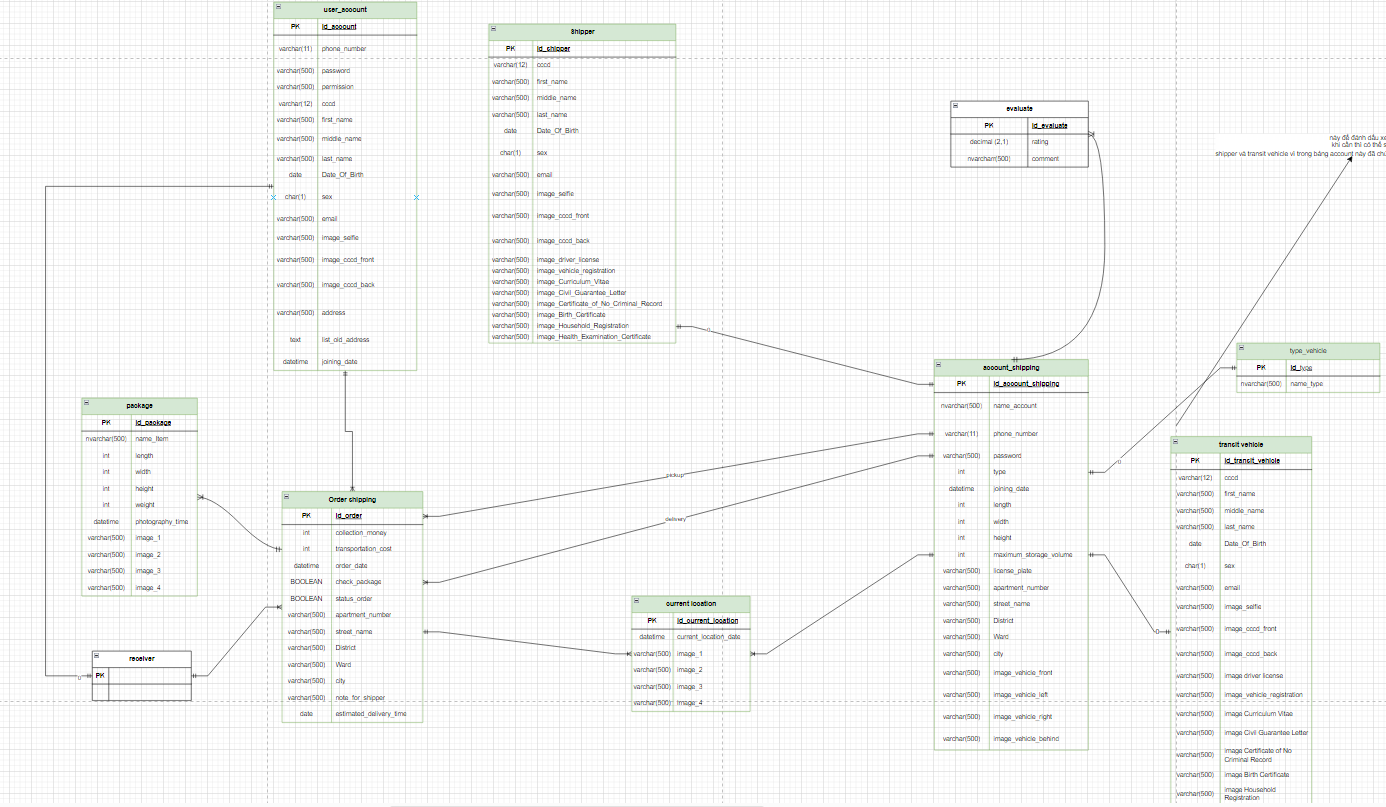 user_account
PK id_account
varchar(11) phone_number
varchar(500) password
varchar(500) permission
varchar(12) cccd
varchar(500) first_name
varchar(500) middle_name
varchar(500) last_name
date Date_Of_Birth
char(1) sex
varchar(500) email
varchar(500) image_selfie
varchar(500) image_cccd_front
varchar(500) image_cccd_back
varchar(500) address
text list_old_address
datetime joining_date
Shipper
PK id_shipper
varchar(12) cccd
varchar(500) first_name
varchar(500) middle_name
varchar(500) last_name
date Date_Of_Birth
char(1) sex
varchar(500) email
varchar(500) image_selfie
varchar(500) image_cccd_front
varchar(500) image_cccd_back
varchar(500) image_driver_license
varchar(500) image_vehicle_registration
varchar(500) image_Curriculum_Vitae
varchar(500) image_Civil_Guarantee_Letter
varchar(500) image_Certificate_of_No_Criminal_Record
varchar(500) image_Birth_Certificate
varchar(500) image_Household_Registration
varchar(500) image_Health_Examination_Certificate
evaluate
PK id_evaluate
decimal (2,1) rating
nvarchar(500) comment
này để đánh dấu xe
khi cần thì có thể s
shipper và transit vehicle vì trong bảng account này đã chứ
type_vehicle
PK id_type
nvarchar(500) name_type
account_shipping
PK id_account_shipping
nvarchar(500) name_account
varchar(11) phone_number
varchar(500) password
int type
datetime joining_date
int length
int width
int height
int maximum_storage_volume
varchar(500) license_plate
varchar(500) apartment_number
varchar(500) street_name
varchar(500) District
varchar(500) Ward
varchar(500) city
varchar(500) image_vehicle_front
varchar(500) image_vehicle_left
varchar(500) image_vehicle_right
varchar(500) image_vehicle_behind
package
PK id_package
nvarchar(500) name_item
int length
int width
int height
int weight
datetime photography_time
varchar(500) image_1
varchar(500) image_2
varchar(500) image_3
varchar(500) image_4
pickup
delivery
Order shipping
PK id_order
int collection_money
int transportation_cost
datetime order_date
BOOLEAN check_package
BOOLEAN status_order
varchar(500) apartment_number
varchar(500) street_name
varchar(500) District
varchar(500) Ward
varchar(500) city
varchar(500) note_for_shipper
date estimated_delivery_time
current location
PK id_current_location
datetime current_location_date
varchar(500) image_1
varchar(500) image_2
varchar(500) image_3
varchar(500) image_4
receiver
PK
transit vehicle
PK id_transit_vehicle
varchar(12) cccd
varchar(500) first_name
varchar(500) middle_name
varchar(500) last_name
date Date_Of_Birth
char(1) sex
varchar(500) email
varchar(500) image_selfie
varchar(500) image_cccd_front
varchar(500) image_cccd_back
varchar(500) image driver license
varchar(500) image_vehicle_registration
varchar(500) image Curriculum Vitae
varchar(500) image Civil Guarantee Letter
varchar(500) image Certificate of No
Criminal Record
varchar(500) image Birth Certificate
varchar(500) image Household
Registration